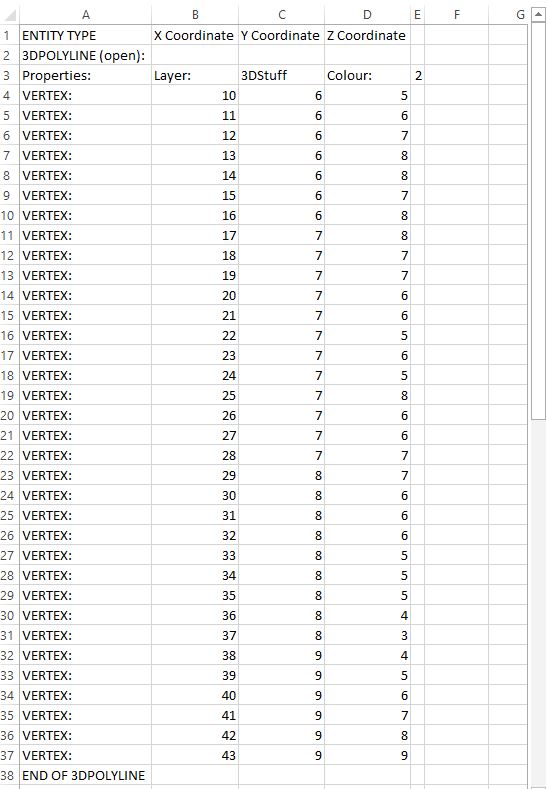 A B C D E F G
1 ENTITY TYPE X Coordinate Y Coordinate Z Coordinate
2 3DPOLYLINE (open):
3 Properties: Layer: 3DStuff Colour: 2
4 VERTEX: 10 6 5
5 VERTEX: 11 6 6
6 VERTEX: 12 6 7
7 VERTEX: 13 6 8
8 VERTEX: 14 6 8
9 VERTEX: 15 6 7
10 VERTEX: 16 6 8
11 VERTEX: 17 7 8
12 VERTEX: 18 7 7
13 VERTEX: 19 7 7
14 VERTEX: 20 7 6
15 VERTEX: 21 7 6
16 VERTEX: 22 7 5
17 VERTEX: 23 7 6
18 VERTEX: 24 7 5
19 VERTEX: 25 7 8
20 VERTEX: 26 7 6
21 VERTEX: 27 7 6
22 VERTEX: 28 7 7
23 VERTEX: 29 8 7
24 VERTEX: 30 8 6
25 VERTEX: 31 8 6
26 VERTEX: 32 8 6
27 VERTEX: 33 8 5
28 VERTEX: 34 8 5
29 VERTEX: 35 8 5
30 VERTEX: 36 8 4
31 VERTEX: 37 8 3
32 VERTEX: 38 9 4
33 VERTEX: 39 9 5
34 VERTEX: 40 9 6
35 VERTEX: 41 9 7
36 VERTEX: 42 9 8
37 VERTEX: 43 9 9
38 END OF 3DPOLYLINE